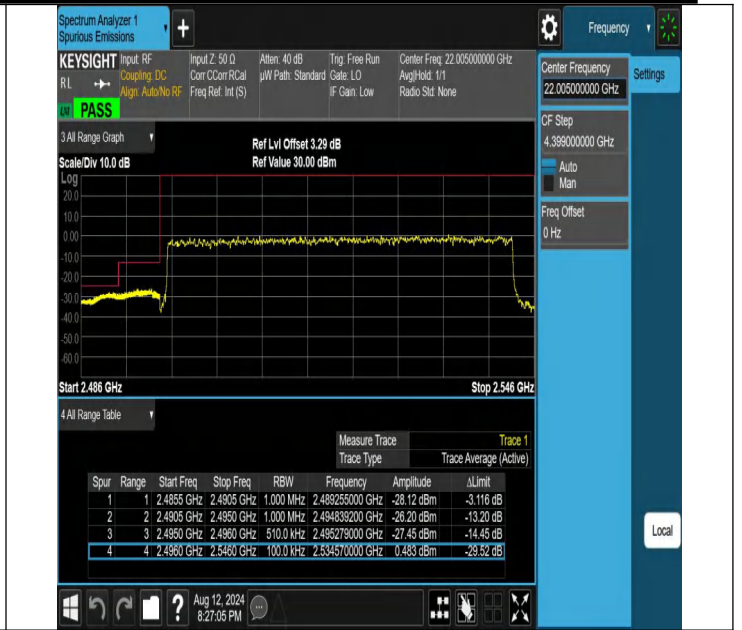 Spectrum Analyzer 1
Spurious Emissions
+
Frequency
KEYSIGHT Input: RF Input Z: 50 Ω Atten: 40 dB Trig: Free Run Center Freq: 22.005000000 GHz
RL Coupling: DC Corr CCorr RCal µW Path: Standard Gate: LO Avg|Hold: 1/1
Align: Auto/No RF Freq Ref: Int (S) IF Gain: Low Radio Std: None
PASS
Center Frequency
22.005000000 GHz
Settings
CF Step
4.399000000 GHz
Auto
Man
Freq Offset
0 Hz
3 All Range Graph
Ref Lvl Offset 3.29 dB
Scale/Div 10.0 dB Ref Value 30.00 dBm
Log
20.0
10.0
0.00
-10.0
-20.0
-30.0
-40.0
-50.0
-60.0
Start 2.486 GHz Stop 2.546 GHz
4 All Range Table
Measure Trace Trace 1
Trace Type Trace Average (Active)
Spur Range Start Freq Stop Freq RBW Frequency Amplitude ΔLimit
1 1 2.4855 GHz 2.4905 GHz 1.000 MHz 2.489255000 GHz -28.12 dBm -3.116 dB
2 2 2.4905 GHz 2.4950 GHz 1.000 MHz 2.494839200 GHz -26.20 dBm -13.20 dB
3 3 2.4950 GHz 2.4960 GHz 510.0 kHz 2.495279000 GHz -27.45 dBm -14.45 dB
4 4 2.4960 GHz 2.5460 GHz 100.0 kHz 2.534570000 GHz 0.483 dBm -29.52 dB
Local
?
Aug 12, 2024
8:27:05 PM